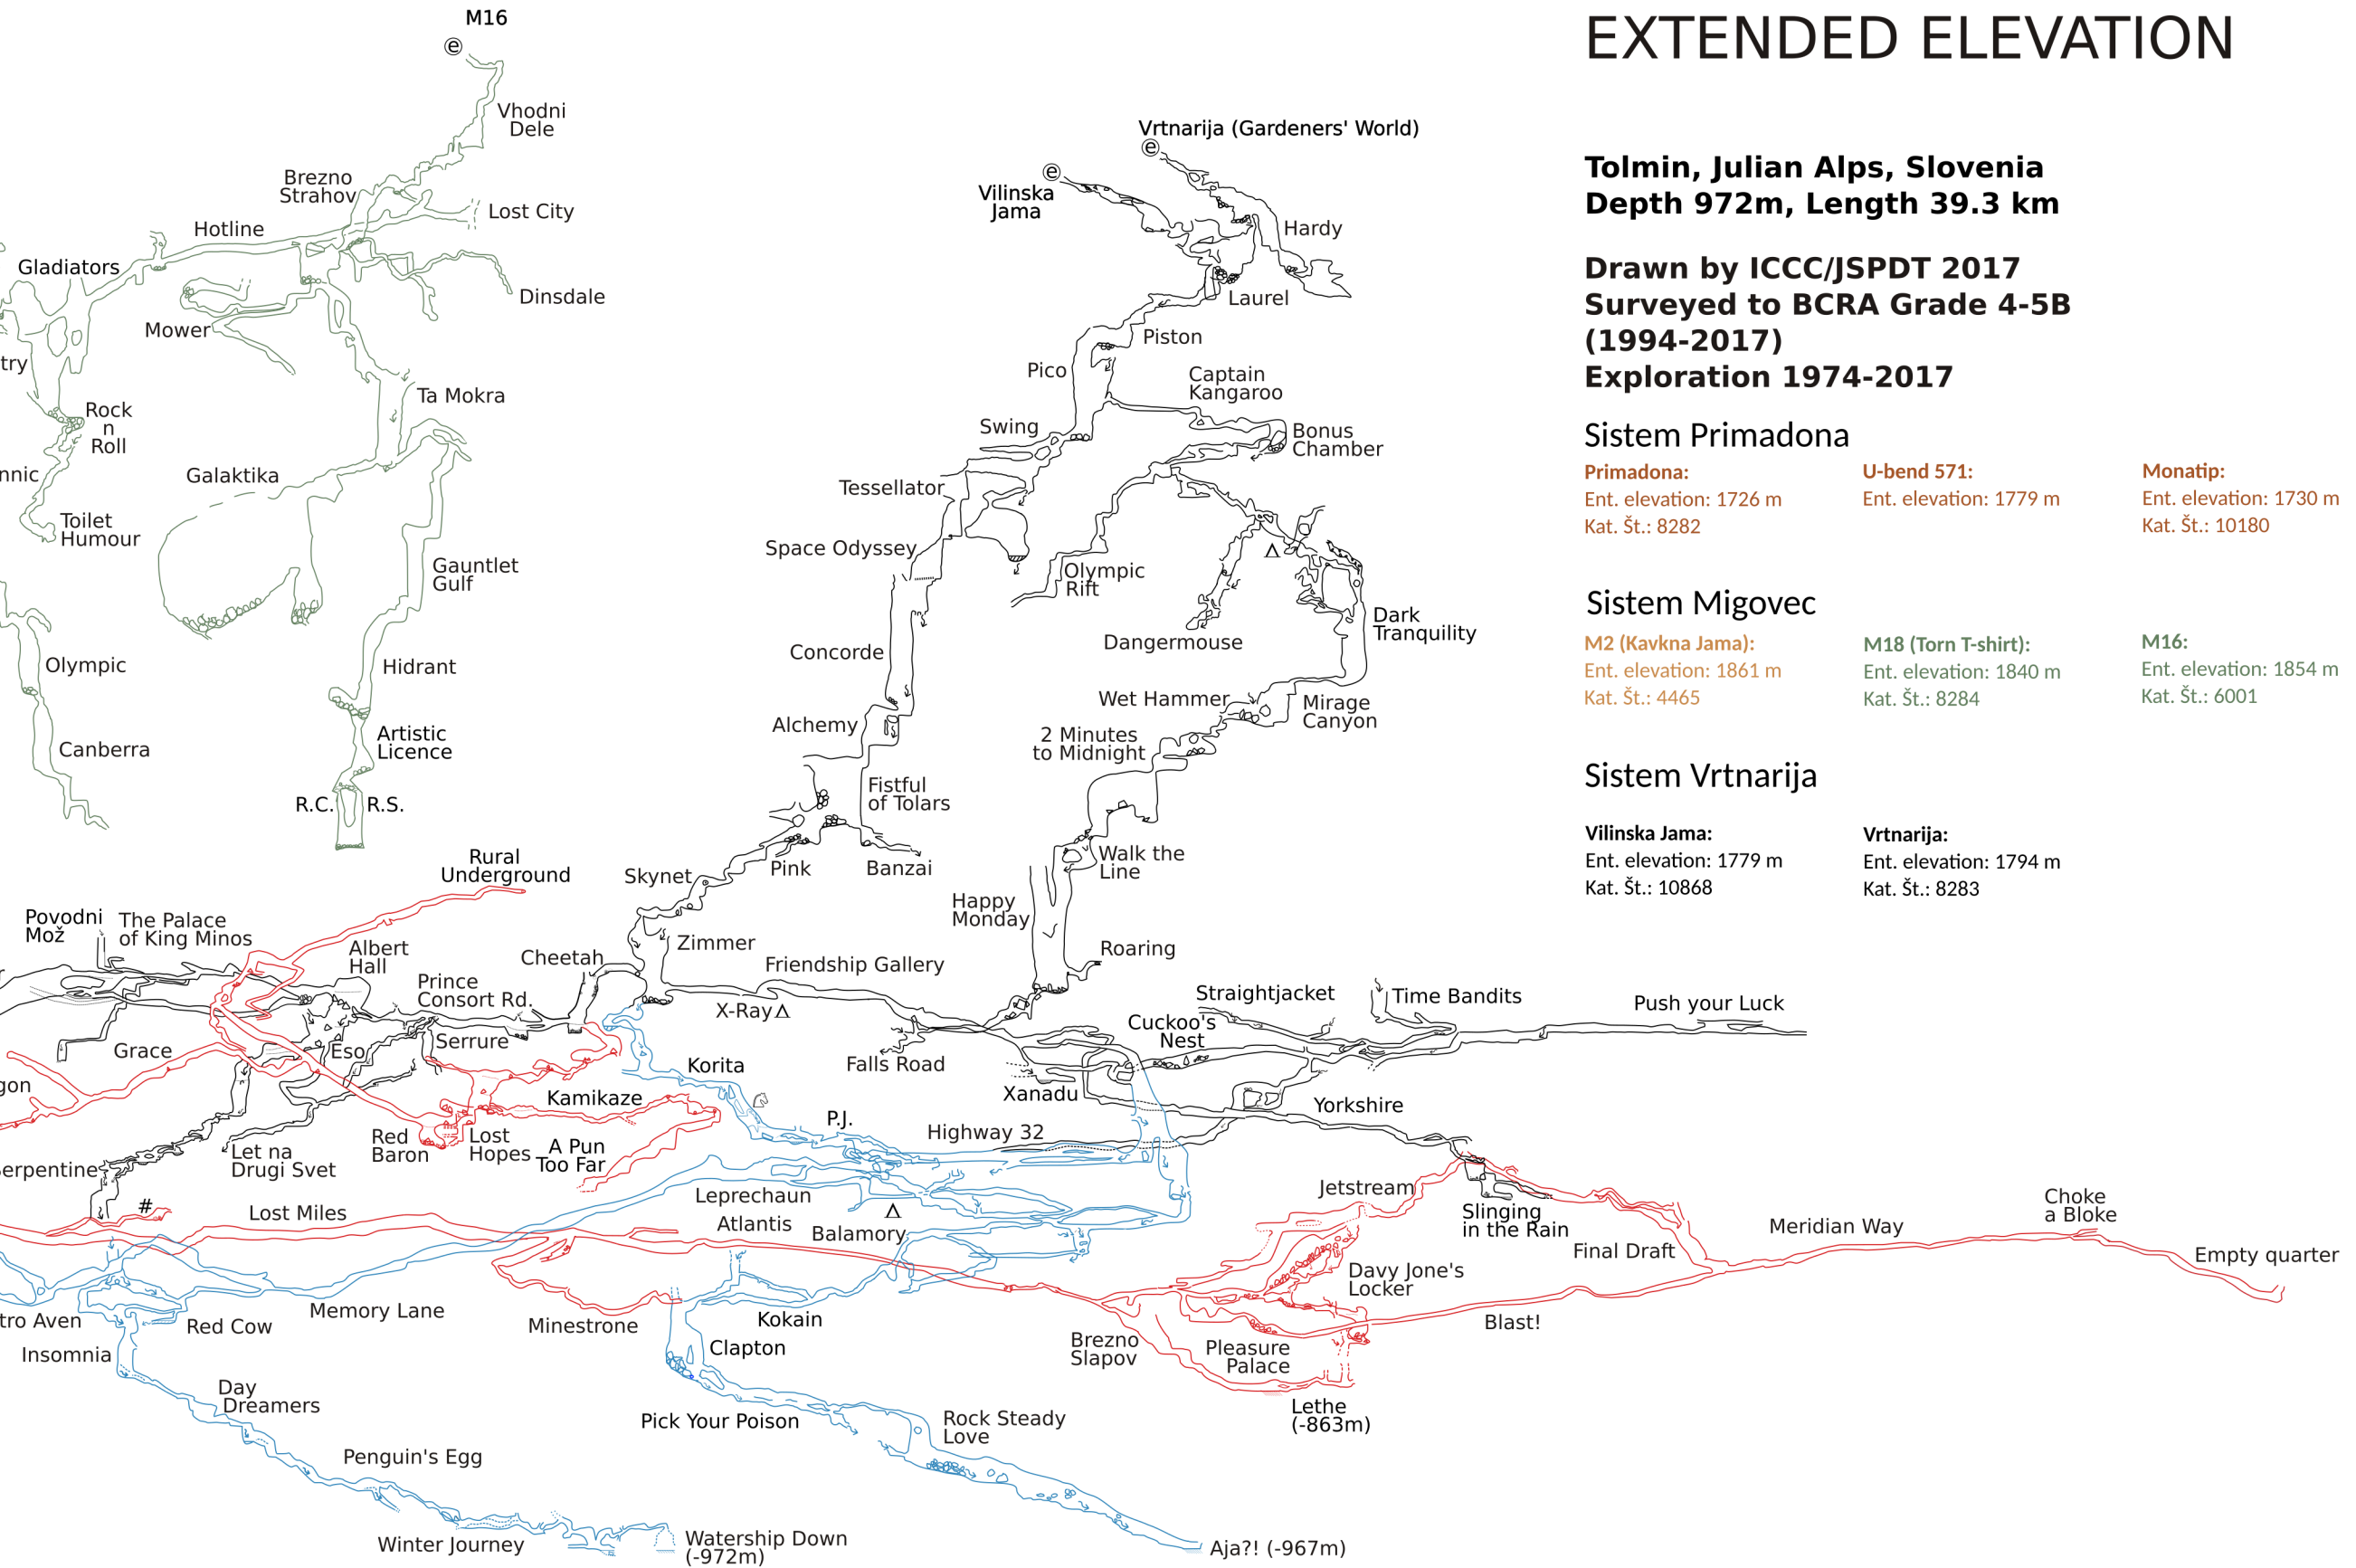 M16
e
EXTENDED ELEVATION
Vhodni
Dele
Vrtnarija (Gardeners' World)
e
e
Vilinska
Jama
Tolmin, Julian Alps, Slovenia
Depth 972m, Length 39.3 km
Brezno
Strahov
Lost City
Hotline
Hardy
Gladiators
Drawn by ICCC/JSPDT 2017
Surveyed to BCRA Grade 4-5B
(1994-2017)
Exploration 1974-2017
Dinsdale
Laurel
Mower
Piston
try
Pico
Captain
Kangaroo
Ta Mokra
Rock
n
Roll
Swing
Bonus
Chamber
Sistem Primadona
Primadona:
Ent. elevation: 1726 m
Kat. Št.: 8282
U-bend 571:
Ent. elevation: 1779 m
Monatip:
Ent. elevation: 1730 m
Kat. Št.: 10180
nnic
Galaktika
Tessellator
Toilet
Humour
Space Odyssey
Olympic
Rift
Gauntlet
Gulf
Sistem Migovec
M2 (Kavkna Jama):
Ent. elevation: 1861 m
Kat. Št.: 4465
M18 (Torn T-shirt):
Ent. elevation: 1840 m
Kat. Št.: 8284
M16:
Ent. elevation: 1854 m
Kat. Št.: 6001
Dark
Tranquility
Dangermouse
Concorde
Olympic
Hidrant
Wet Hammer
Mirage
Canyon
Alchemy
2 Minutes
to Midnight
Artistic
Licence
Canberra
Sistem Vrtnarija
Vilinska Jama:
Ent. elevation: 1779 m
Kat. Št.: 10868
Vrtnarija:
Ent. elevation: 1794 m
Kat. Št.: 8283
Fistful
of Tolars
R.C.
R.S.
Rural
Underground
Skynet
Pink
Banzai
Walk the
Line
Happy
Monday
Povodni
Mož
The Palace
of King Minos
Albert
Hall
Cheetah
Zimmer
Roaring
Friendship Gallery
Prince
Consort Rd.
X-Ray
Straightjacket
Time Bandits
Push your Luck
Cuckoo's
Nest
Grace
Eso
Serrure
Falls Road
Korita
gon
Xanadu
Kamikaze
Yorkshire
P.J.
Highway 32
Red
Baron
Lost
Hopes
A Pun
Too Far
Let na
Drugi Svet
Serpentine
Leprechaun
Jetstream
#
Lost Miles
Atlantis
Balamory
Slinging
in the Rain
Choke
a Bloke
Meridian Way
Final Draft
Empty quarter
Davy Jone's
Locker
Memory Lane
tro Aven
Red Cow
Minestrone
Kokain
Blast!
Insomnia
Clapton
Brezno
Slapov
Pleasure
Palace
Day
Dreamers
Pick Your Poison
Rock Steady
Love
Lethe
(-863m)
Penguin's Egg
Winter Journey
Watership Down
(-972m)
Aja?! (-967m)